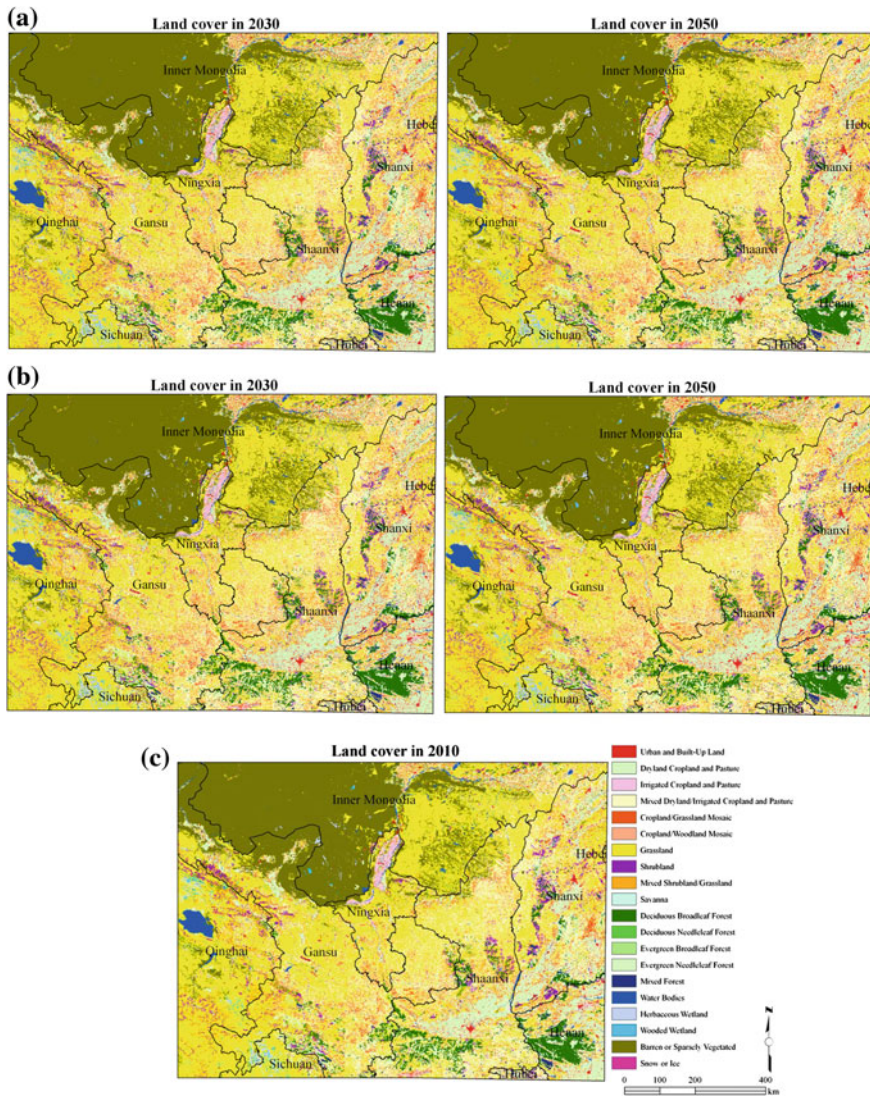 (a)
Land cover in 2030
Land cover in 2050
Inner Mongolia
Hebd
Shanxi
Ningxia
Qinghai
Gansu
Shaanxi
Henan
Sichuan
Hubei
Inner Mongolia
Hebd
Shanxi
Ningxia
Qinghai
Gansu
Shaanxi
Henan
Sichuan
Hubei
(b)
Land cover in 2030
Land cover in 2050
Inner Mongolia
Hebd
Shanxi
Ningxia
Qinghai
Gansu
Shaanxi
Henan
Sichuan
Hubei
Inner Mongolia
Hebd
Shanxi
Ningxia
Qinghai
Gansu
Shaanxi
Henan
Sichuan
Hubei
(c)
Land cover in 2010
Inner Mongolia
Hebd
Shanxi
Ningxia
Qinghai
Gansu
Shaanxi
Henan
Sichuan
Hubei
Urban and Built-Up Land
Dryland Cropland and Pasture
Irrigated Cropland and Pasture
Mixed Dryland/Irrigated Cropland and Pasture
Cropland/Grassland Mosaic
Cropland/Woodland Mosaic
Grassland
Shrubland
Mixed Shrubland/Grassland
Savanna
Deciduous Broadleaf Forest
Deciduous Needleleaf Forest
Evergreen Broadleaf Forest
Evergreen Needleleaf Forest
Mixed Forest
Water Bodies
Herbaceous Wetland
Wooded Wetland
Barren or Sparsely Vegetated
Snow or Ice
N
0 100 200 400
km